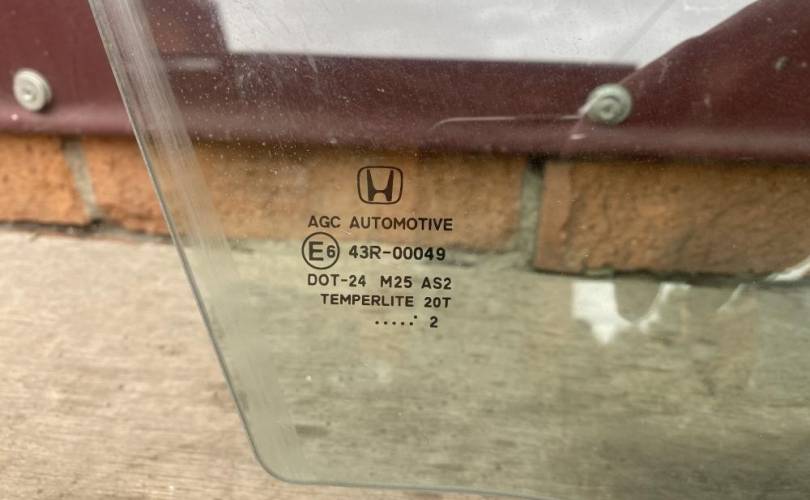 AGC AUTOMOTIVE
E6 43R-00049
DOT-24 M25 AS2
TEMPERLITE 20T
.....· 2